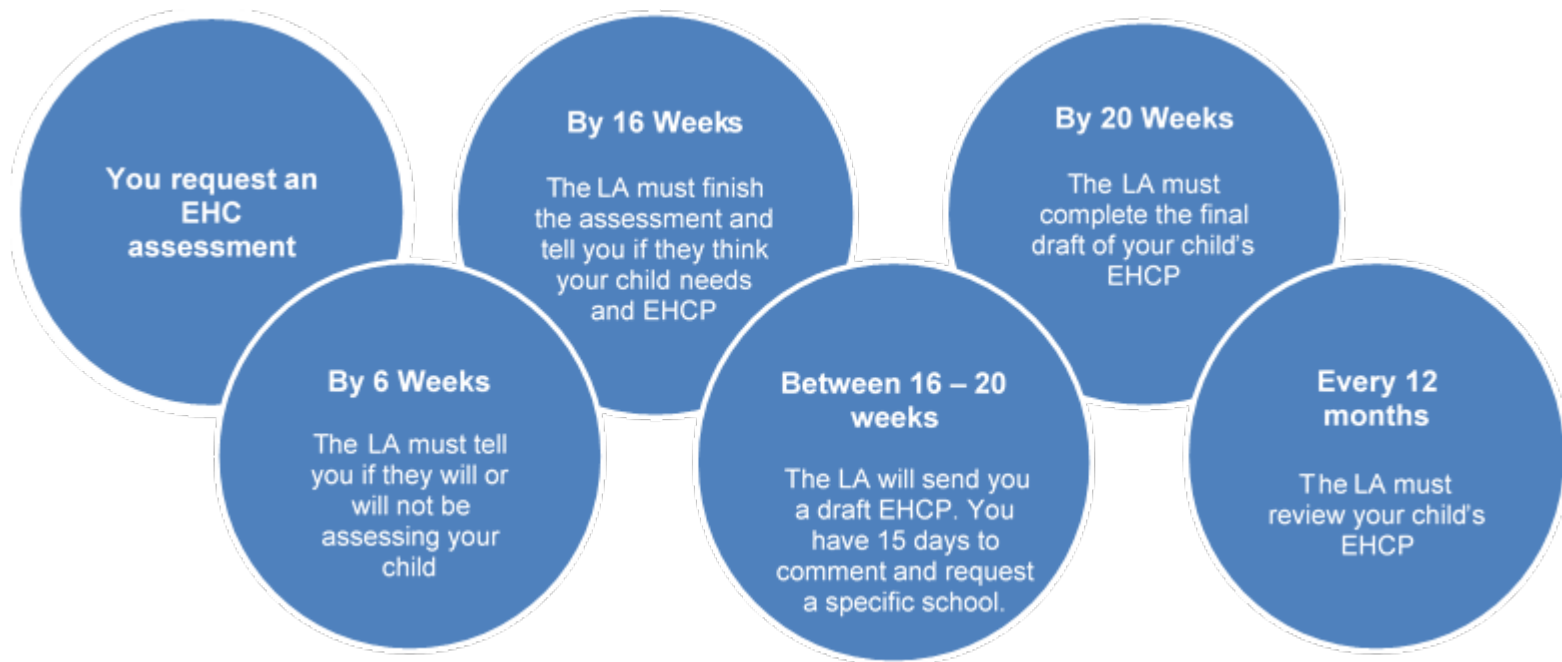 You request an
EHC
assessment
By 6 Weeks
The LA must tell
you if they will or
will not be
assessing your
child
By 16 Weeks
The LA must finish
the assessment and
tell you if they think
your child needs
and EHCP
Between 16 – 20
weeks
The LA will send you
a draft EHCP. You
have 15 days to
comment and request
a specific school.
By 20 Weeks
The LA must
complete the final
draft of your child's
EHCP
Every 12
months
The LA must
review your child's
EHCP